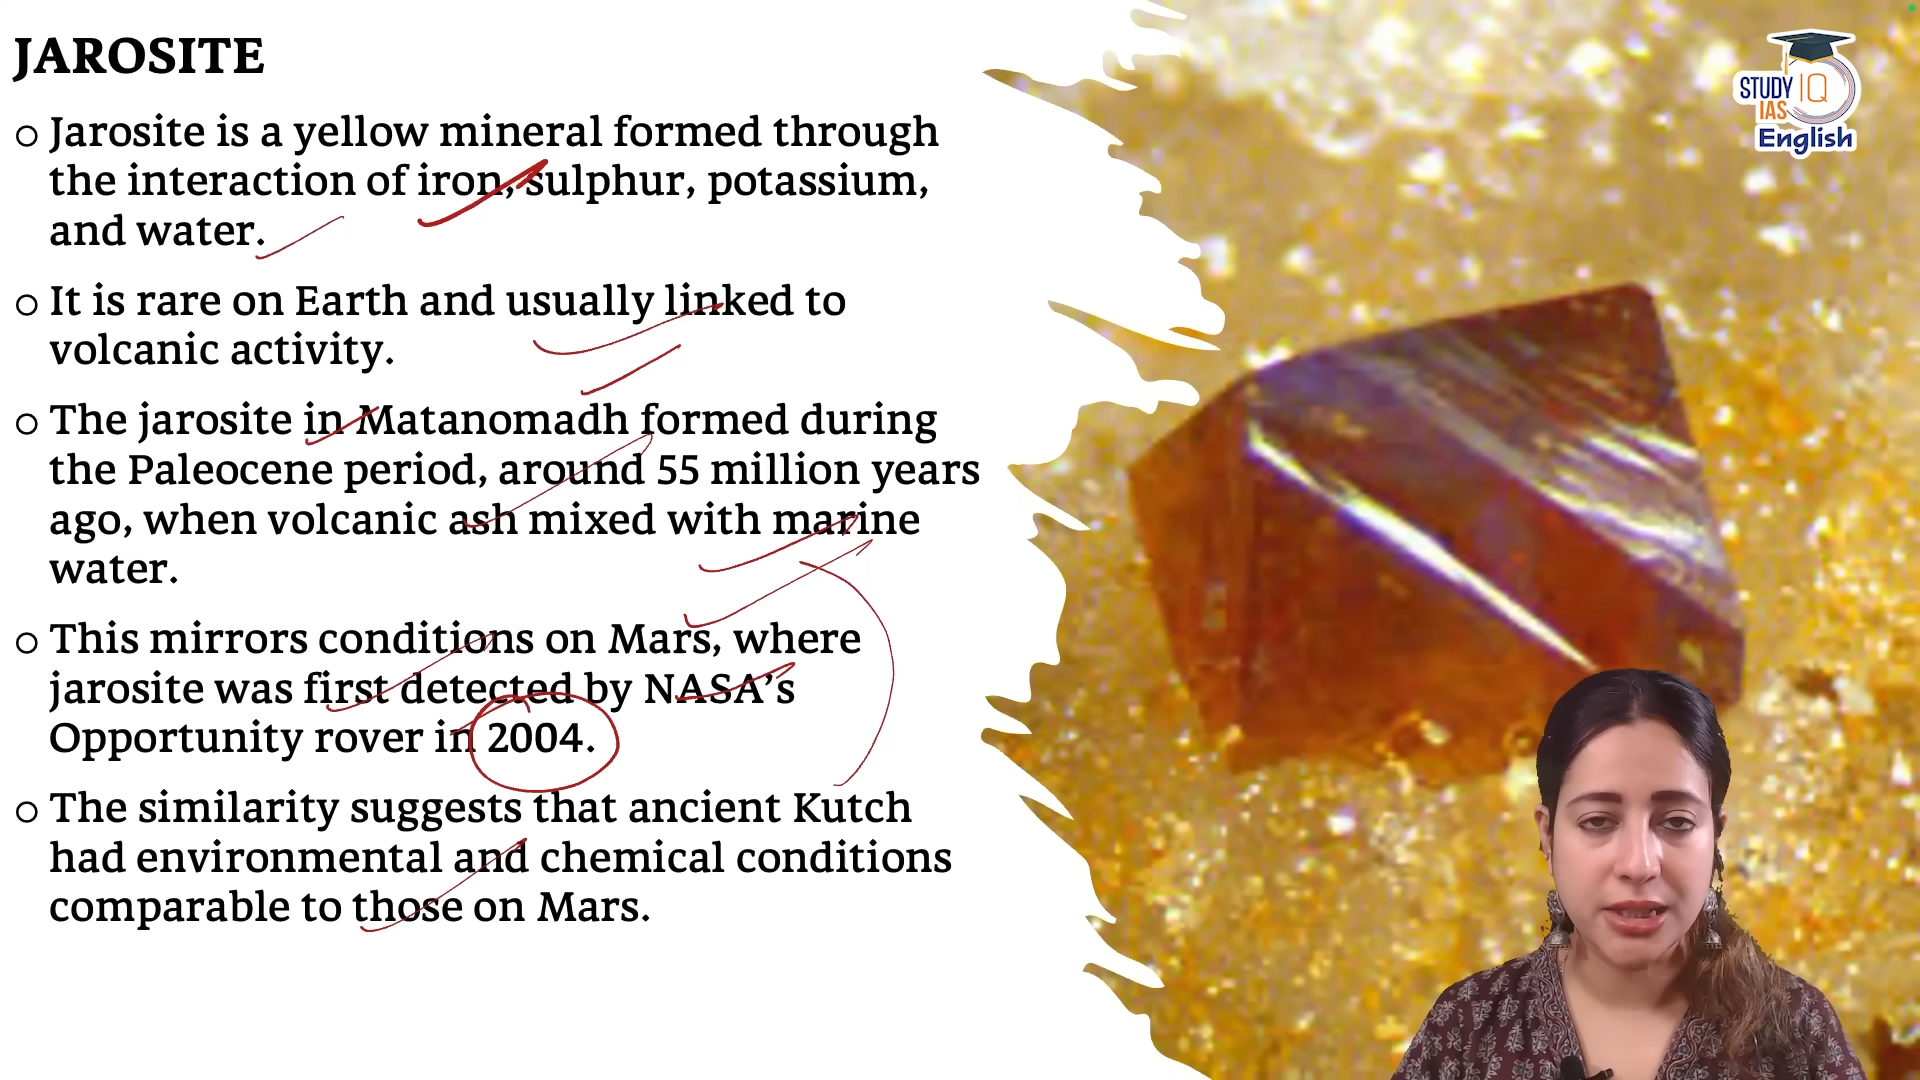 JAROSITE
Jarosite is a yellow mineral formed through
the interaction of iron, sulphur, potassium,
and water.
It is rare on Earth and usually linked to
volcanic activity.
The jarosite in Matanomadh formed during
the Paleocene period, around 55 million years
ago, when volcanic ash mixed with marine
water.
This mirrors conditions on Mars, where
jarosite was first detected by NASA’s
Opportunity rover in 2004.
The similarity suggests that ancient Kutch
had environmental and chemical conditions
comparable to those on Mars.
STUDY IQ
IAS
English